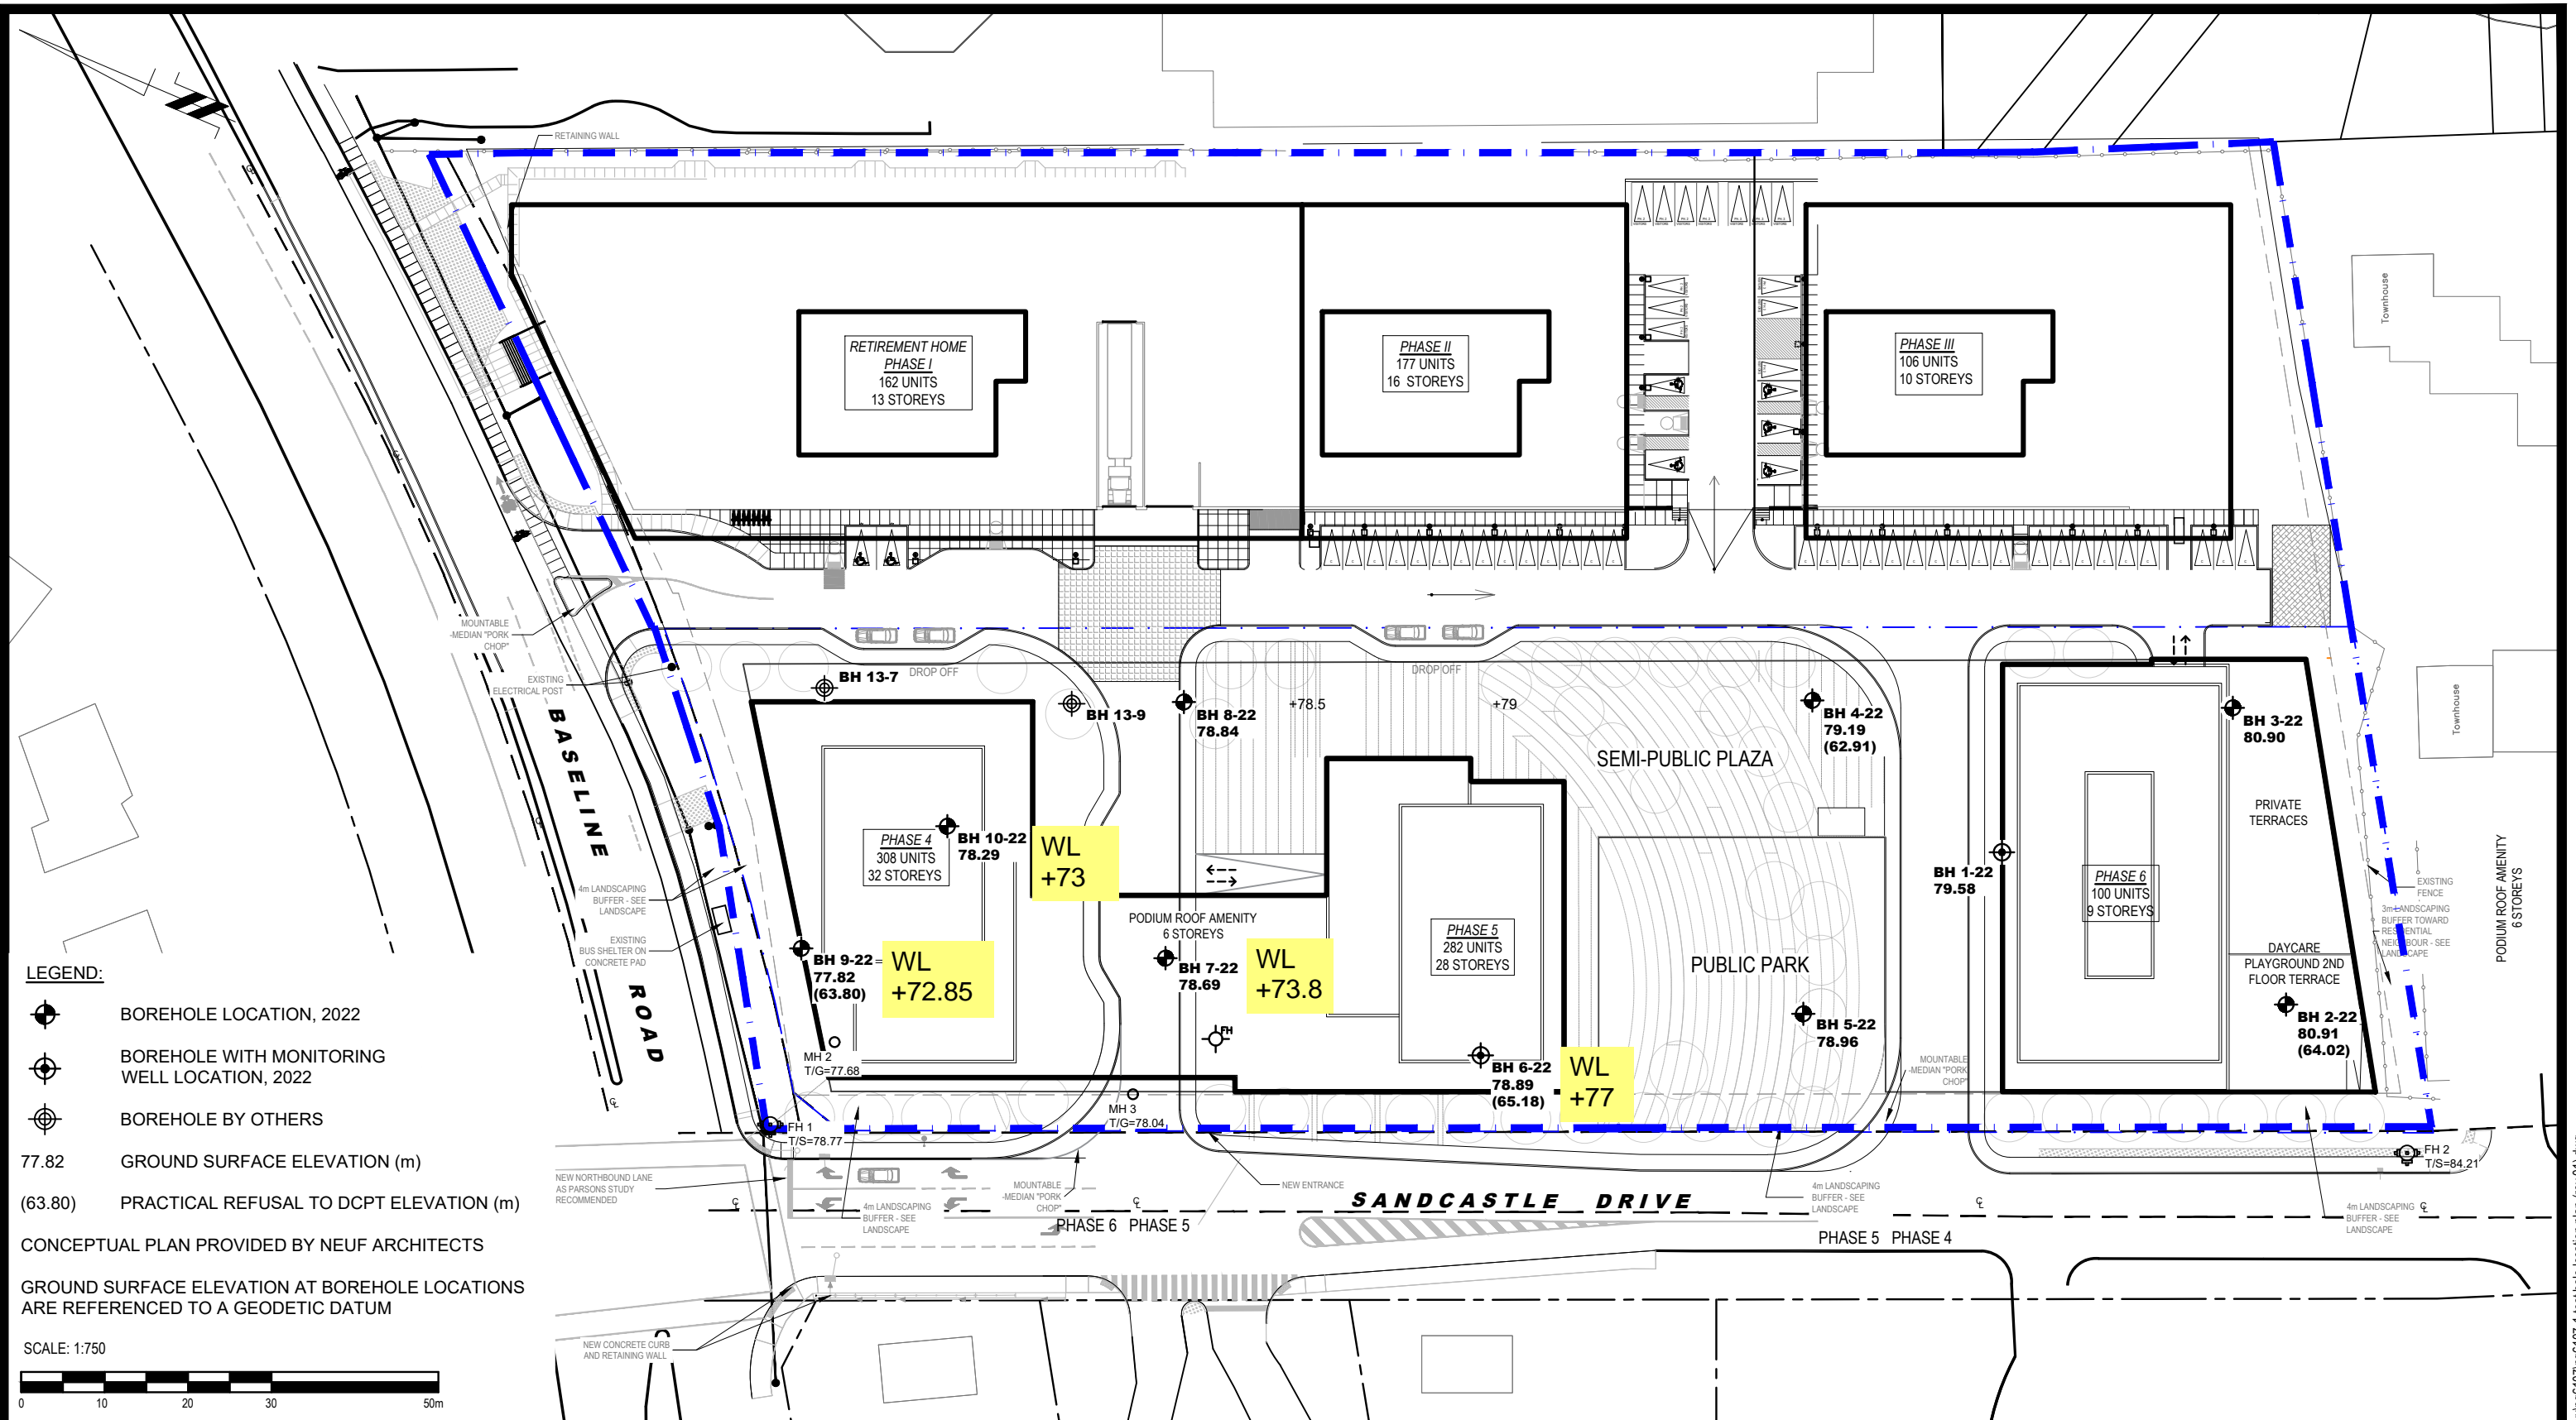 RETAINING WALL
RETIREMENT HOME
PHASE I
162 UNITS
13 STOREYS
PHASE II
177 UNITS
16 STOREYS
PHASE III
106 UNITS
10 STOREYS
Townhouse
MOUNTABLE
-MEDIAN "PORK
CHOP"
EXISTING
ELECTRICAL POST
BH 13-7
DROP OFF
BH 13-9
BH 8-22
78.84
+78.5
DROP OFF
+79
BH 4-22
79.19
(62.91)
SEMI-PUBLIC PLAZA
BH 3-22
80.90
Townhouse
PRIVATE
TERRACES
BASELINE ROAD
PHASE 4
308 UNITS
32 STOREYS
BH 10-22
78.29
WL
+73
4m LANDSCAPING
BUFFER - SEE
LANDSCAPE
EXISTING
BUS SHELTER ON
CONCRETE PAD
BH 9-22
77.82
(63.80)
WL
+72.85
PODIUM ROOF AMENITY
6 STOREYS
BH 7-22
78.69
WL
+73.8
FH
PHASE 5
282 UNITS
28 STOREYS
PUBLIC PARK
BH 1-22
79.58
PHASE 6
100 UNITS
9 STOREYS
EXISTING
FENCE
3m LANDSCAPING
BUFFER TOWARD
RESIDENTIAL
NEIGHBOUR - SEE
LANDSCAPE
PODIUM ROOF AMENITY
6 STOREYS
DAYCARE
PLAYGROUND 2ND
FLOOR TERRACE
BH 2-22
80.91
(64.02)
BH 5-22
78.96
BH 6-22
78.89
(65.18)
WL
+77
MOUNTABLE
-MEDIAN "PORK
CHOP"
MH 2
T/G=77.68
MH 3
T/G=78.04
FH 1
T/S=78.77
FH 2
T/S=84.21
NEW NORTHBOUND LANE
AS PARSONS STUDY
RECOMMENDED
4m LANDSCAPING
BUFFER - SEE
LANDSCAPE
MOUNTABLE
-MEDIAN "PORK
CHOP"
NEW ENTRANCE
SANDCASTLE DRIVE
4m LANDSCAPING
BUFFER - SEE
LANDSCAPE
4m LANDSCAPING
BUFFER - SEE
LANDSCAPE
PHASE 6 PHASE 5
PHASE 5 PHASE 4
NEW CONCRETE CURB
AND RETAINING WALL
LEGEND:
BOREHOLE LOCATION, 2022
BOREHOLE WITH MONITORING
WELL LOCATION, 2022
BOREHOLE BY OTHERS
77.82 GROUND SURFACE ELEVATION (m)
(63.80) PRACTICAL REFUSAL TO DCPT ELEVATION (m)
CONCEPTUAL PLAN PROVIDED BY NEUF ARCHITECTS
GROUND SURFACE ELEVATION AT BOREHOLE LOCATIONS
ARE REFERENCED TO A GEODETIC DATUM
SCALE: 1:750
0 10 20 30 50m